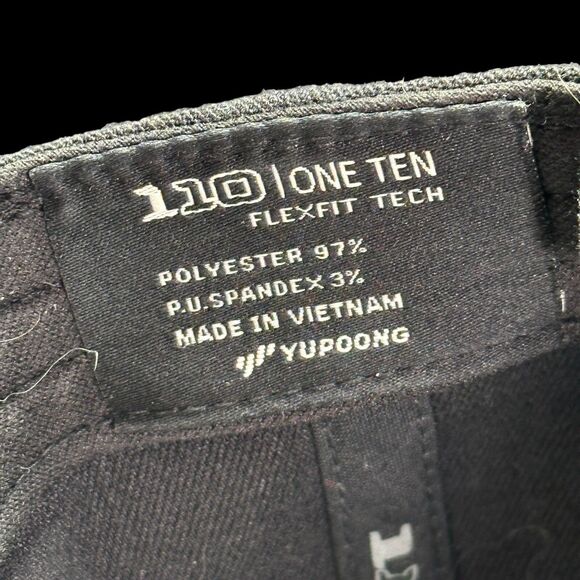 110 | ONE TEN
FLEXFIT TECH
POLYESTER 97%
P.U.SPANDEX 3%
MADE IN VIETNAM
YUPOONG